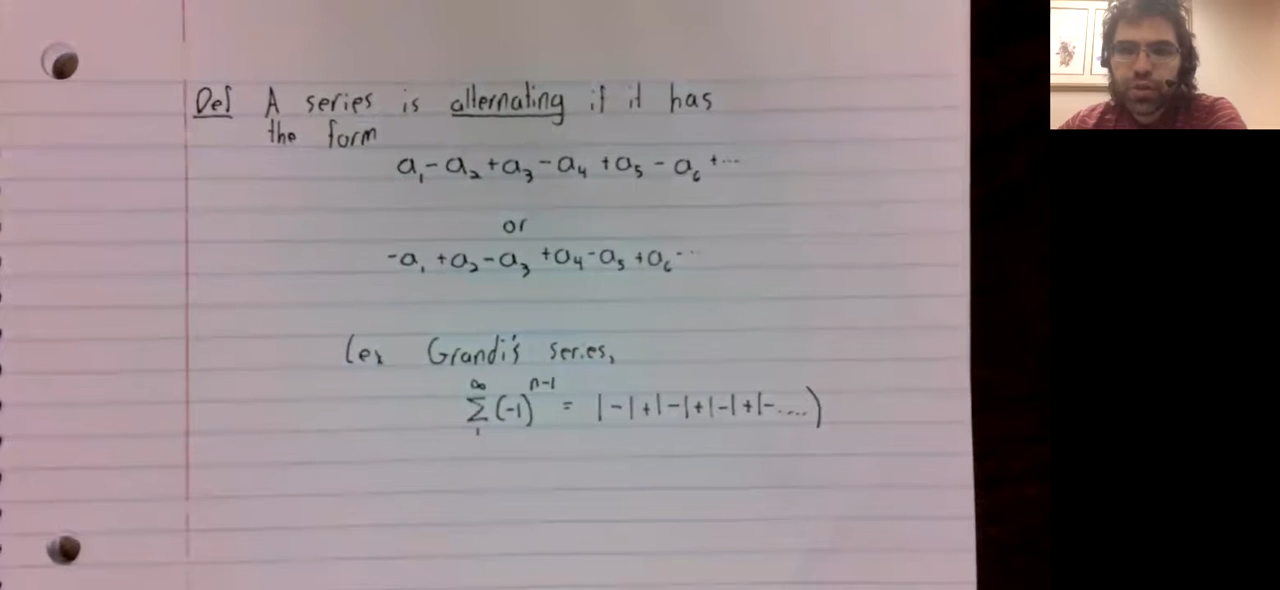 Def A series is alternating if it has
the form
a₁ - a₂ + a₃ - a₄ + a₅ - a₆ + ...
or
-a₁ + a₂ - a₃ + a₄ - a₅ + a₆ ...
(ex Grandi's series,
∞ n-1
Σ (-1) = 1-1+1-1+1-1+1-....)
1